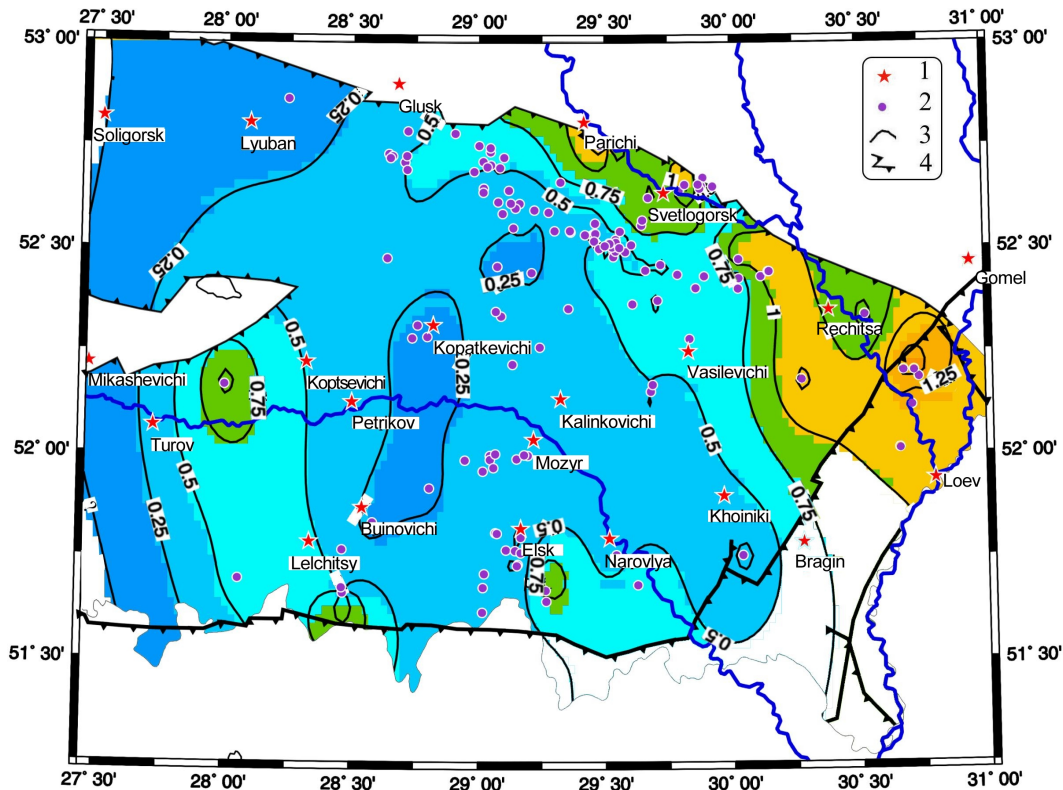 27° 30' 28° 00' 28° 30' 29° 00' 29° 30' 30° 00' 30° 30' 31° 00'
53° 00' 53° 00'
1
2
3
4
Glusk
Soligorsk
Lyuban
Parichi
0.25
0.5
0.75
1
0.5
Svetlogorsk
52° 30' 52° 30'
0.25
0.25
0.75
Gomel
1
Rechitsa
0.5
Kopatkevichi
Mikashevichi
Koptsevichi
Vasilevichi
1.25
0.75
0.25
Petrikov
Kalinkovichi
Turov
0.5
Mozyr
0.5
52° 00' 52° 00'
Loev
?
0.25
Buinovichi
Khoiniki
0.75
0.5
Elsk
Narovlya
Bragin
Lelchitsy
0.75
0.5
51° 30' 51° 30'
27° 30' 28° 00' 28° 30' 29° 00' 29° 30' 30° 00' 30° 30' 31° 00'